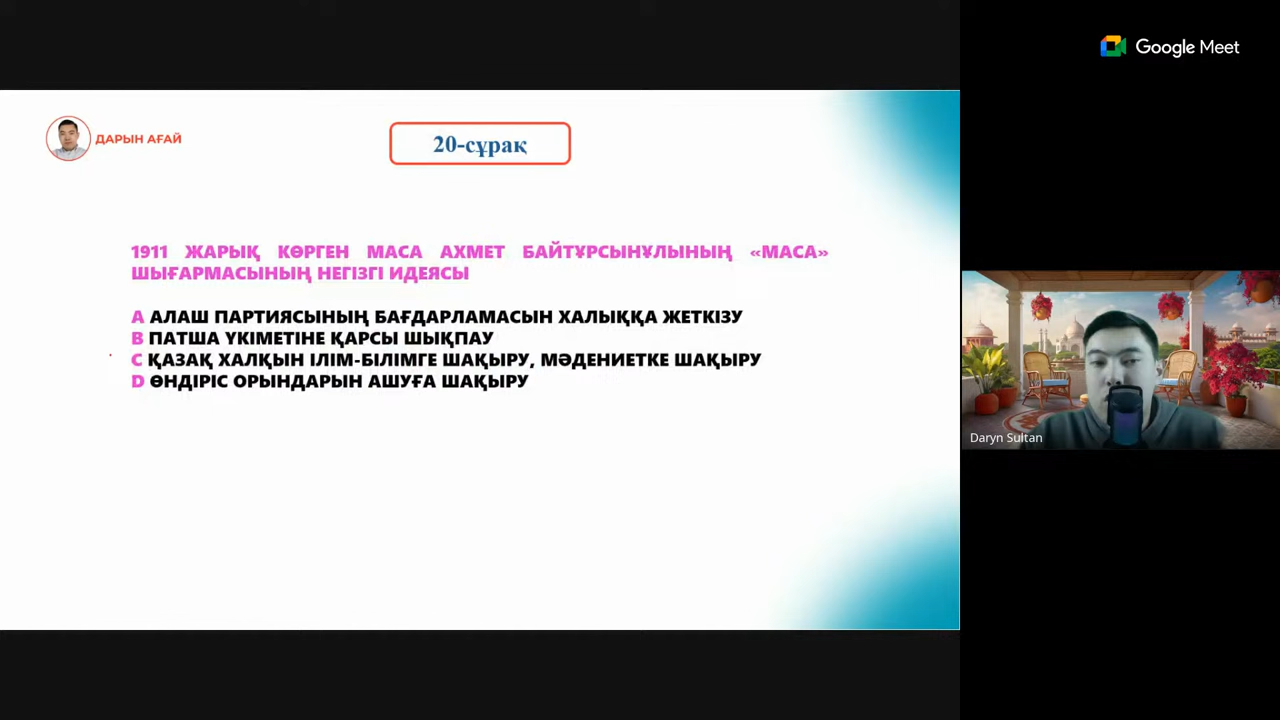 Google Meet
ДАРЫН АҒАЙ
20-сұрақ
1911 ЖАРЫҚ КӨРГЕН МАСА АХМЕТ БАЙТҰРСЫНҰЛЫНЫҢ «МАСА»
ШЫҒАРМАСЫНЫҢ НЕГІЗГІ ИДЕЯСЫ
A АЛАШ ПАРТИЯСЫНЫҢ БАҒДАРЛАМАСЫН ХАЛЫҚҚА ЖЕТКІЗУ
B ПАТША ҮКІМЕТІНЕ ҚАРСЫ ШЫҚПАУ
C ҚАЗАҚ ХАЛҚЫН ІЛІМ-БІЛІМГЕ ШАҚЫРУ, МӘДЕНИЕТКЕ ШАҚЫРУ
D ӨНДІРІС ОРЫНДАРЫН АШУҒА ШАҚЫРУ
Daryn Sultan